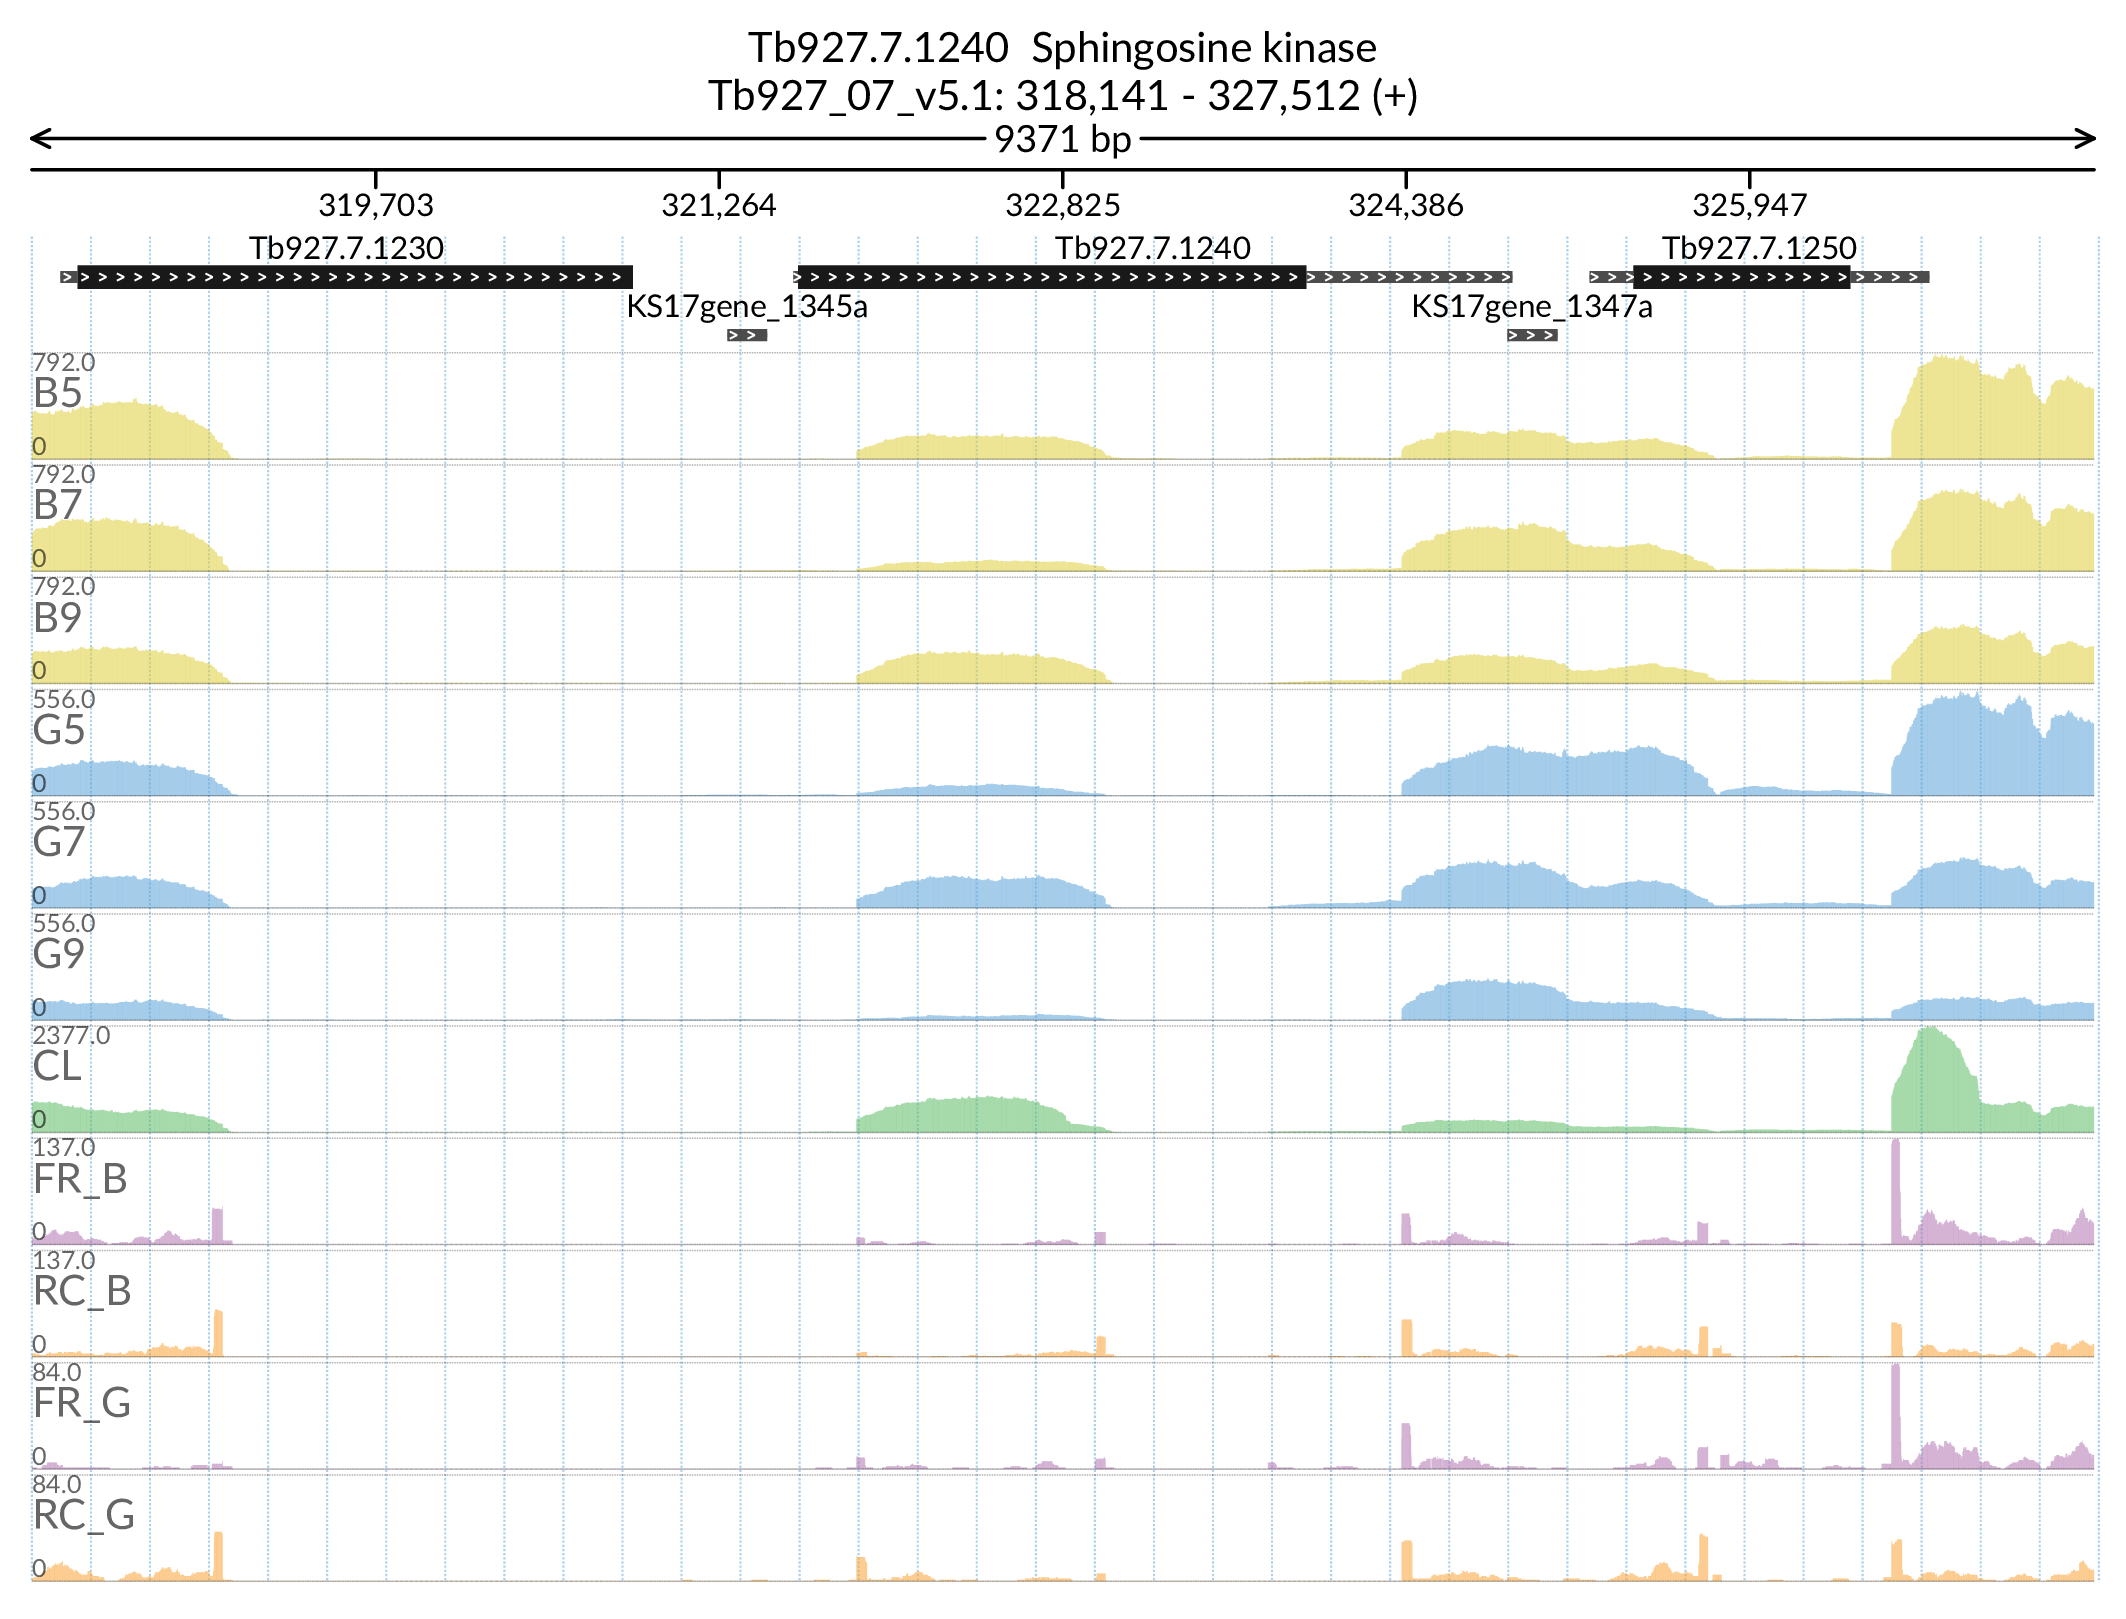 Tb927.7.1240 Sphingosine kinase
Tb927_07_v5.1: 318,141 - 327,512 (+)
9371 bp
319,703 321,264 322,825 324,386 325,947
Tb927.7.1230 Tb927.7.1240 Tb927.7.1250
KS17gene_1345a KS17gene_1347a
792.0
B5
0
792.0
B7
0
792.0
B9
0
556.0
G5
0
556.0
G7
0
556.0
G9
0
2377.0
CL
0
137.0
FR_B
0
137.0
RC_B
0
84.0
FR_G
0
84.0
RC_G
0